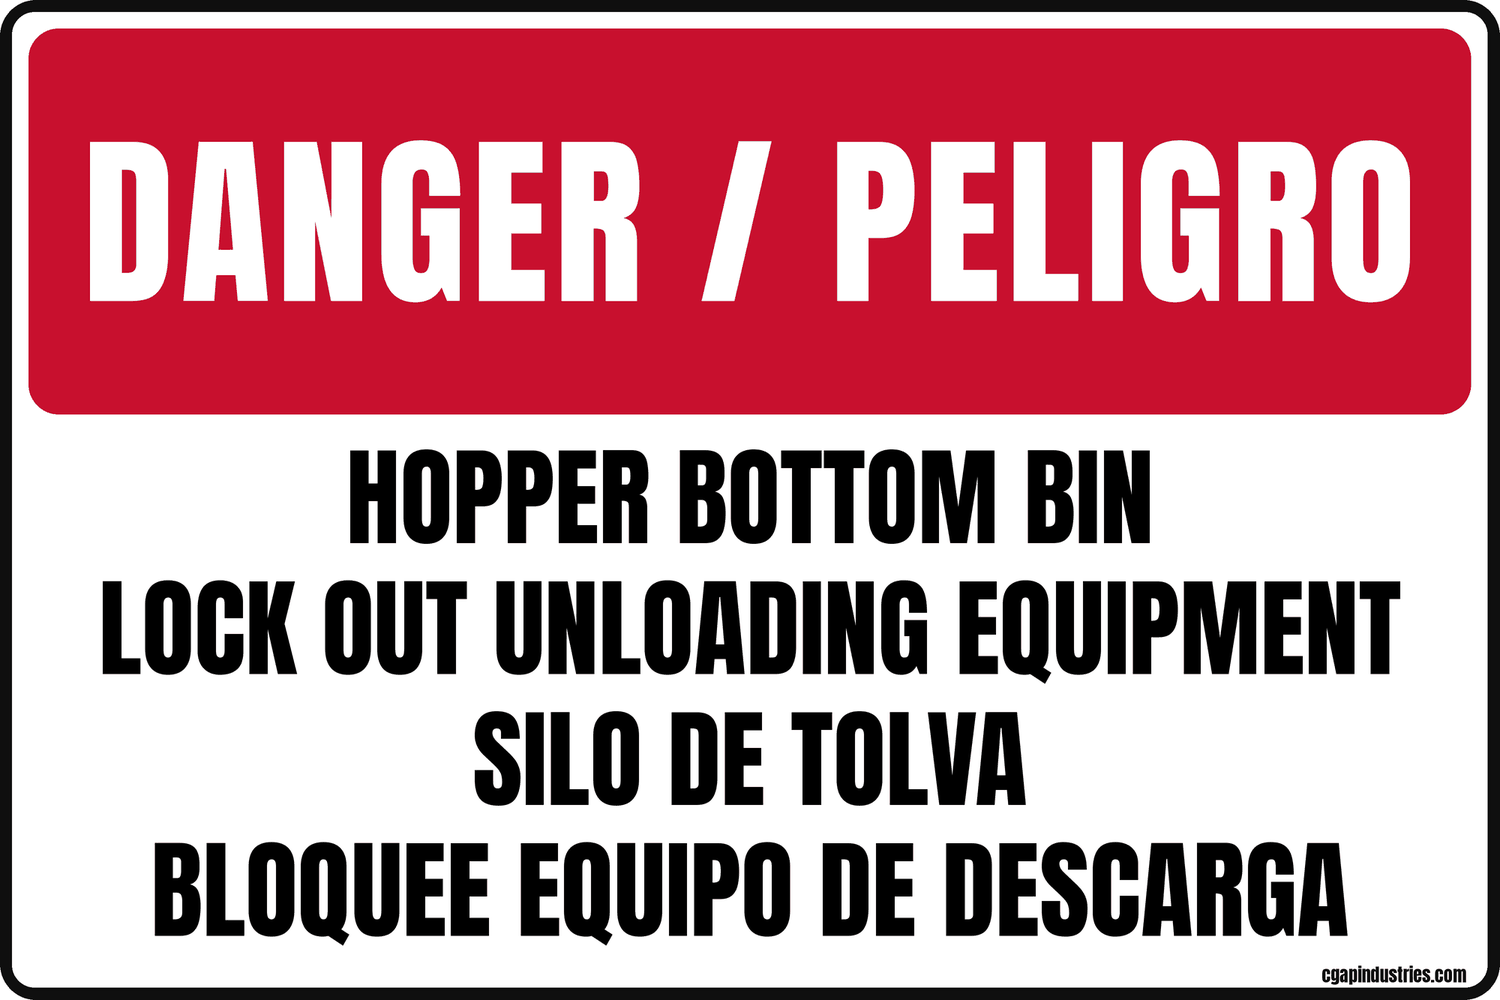 DANGER / PELIGRO
HOPPER BOTTOM BIN
LOCK OUT UNLOADING EQUIPMENT
SILO DE TOLVA
BLOQUEE EQUIPO DE DESCARGA
cgapindustries.com